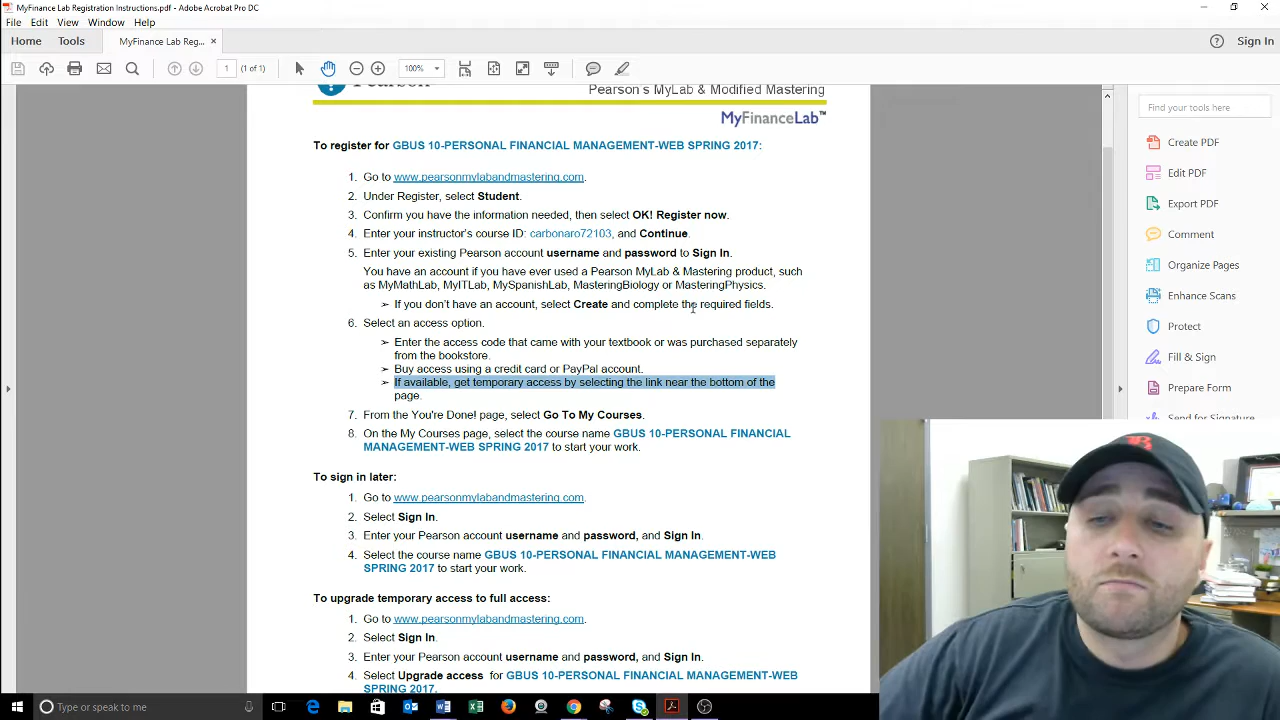 MyFinance Lab Registration Instructions.pdf - Adobe Acrobat Pro DC
File Edit View Window Help
Home Tools MyFinance Lab Reg... × Sign In
1 (1 of 1) 100%
Pearson
Pearson's MyLab & Modified Mastering
MyFinanceLab™
To register for GBUS 10-PERSONAL FINANCIAL MANAGEMENT-WEB SPRING 2017:
1. Go to www.pearsonmylabandmastering.com.
2. Under Register, select Student.
3. Confirm you have the information needed, then select OK! Register now.
4. Enter your instructor's course ID: carbonaro72103, and Continue.
5. Enter your existing Pearson account username and password to Sign In.
You have an account if you have ever used a Pearson MyLab & Mastering product, such
as MyMathLab, MyITLab, MySpanishLab, MasteringBiology or MasteringPhysics.
➢ If you don't have an account, select Create and complete the required fields.
6. Select an access option.
➢ Enter the access code that came with your textbook or was purchased separately
from the bookstore.
➢ Buy access using a credit card or PayPal account.
➢ If available, get temporary access by selecting the link near the bottom of the
page.
7. From the You're Done! page, select Go To My Courses.
8. On the My Courses page, select the course name GBUS 10-PERSONAL FINANCIAL
MANAGEMENT-WEB SPRING 2017 to start your work.
To sign in later:
1. Go to www.pearsonmylabandmastering.com.
2. Select Sign In.
3. Enter your Pearson account username and password, and Sign In.
4. Select the course name GBUS 10-PERSONAL FINANCIAL MANAGEMENT-WEB
SPRING 2017 to start your work.
To upgrade temporary access to full access:
1. Go to www.pearsonmylabandmastering.com.
2. Select Sign In.
3. Enter your Pearson account username and password, and Sign In.
4. Select Upgrade access for GBUS 10-PERSONAL FINANCIAL MANAGEMENT-WEB
SPRING 2017.
Find your tools here
Create PDF
Edit PDF
Export PDF
Comment
Organize Pages
Enhance Scans
Protect
Fill & Sign
Prepare Form
Send for Signature
B
Type or speak to me